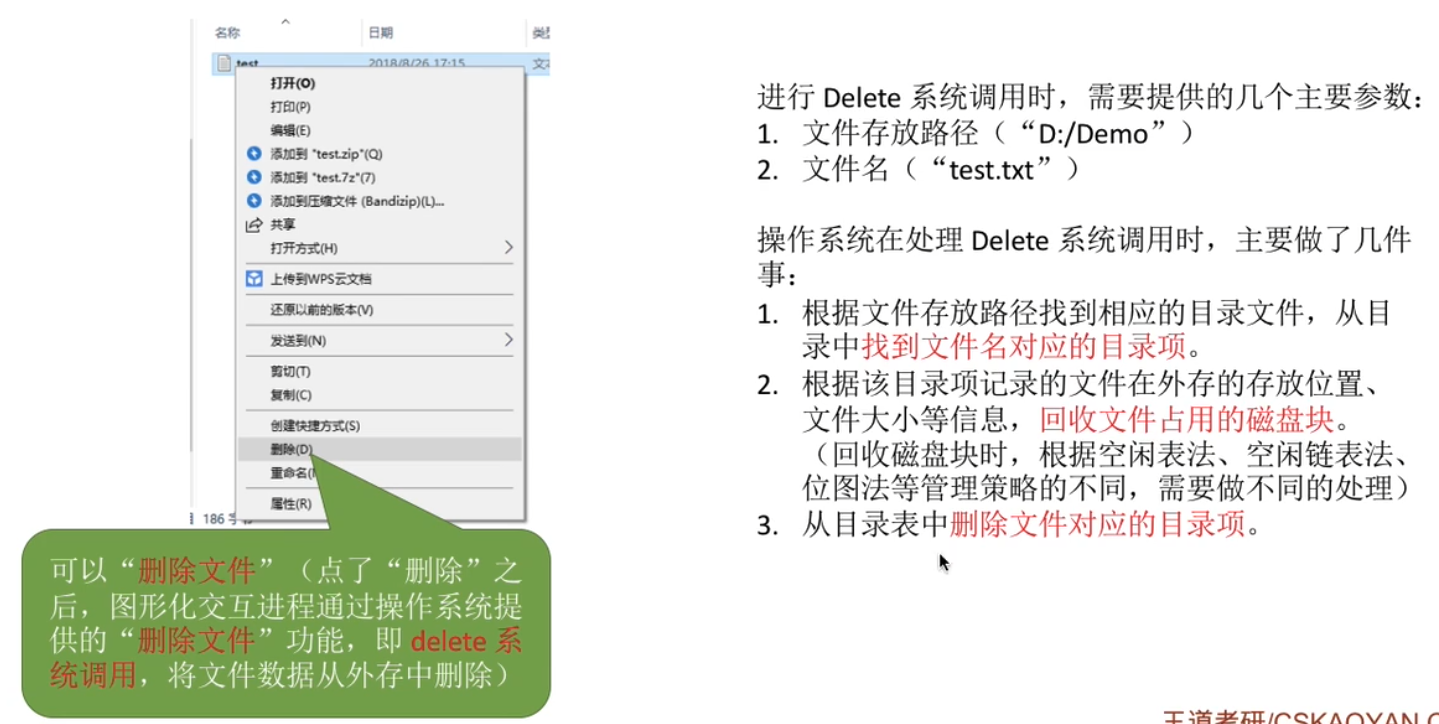 名称
日期
test
2018/8/26 17:15
打开(O)
打印(P)
编辑(E)
添加到 "test.zip"(Q)
添加到 "test.7z"(7)
添加到压缩文件 (Bandizip)(L)...
共享
打开方式(H)
上传到WPS云文档
还原以前的版本(V)
发送到(N)
剪切(T)
复制(C)
创建快捷方式(S)
删除(D)
重命名(
属性(R)
186 字
可以“删除文件”（点了“删除”之
后，图形化交互进程通过操作系统提
供的“删除文件”功能，即 delete 系
统调用，将文件数据从外存中删除）
进行 Delete 系统调用时，需要提供的几个主要参数：
1. 文件存放路径（“D:/Demo”）
2. 文件名（“test.txt”）
操作系统在处理 Delete 系统调用时，主要做了几件
事：
1. 根据文件存放路径找到相应的目录文件，从目
录中找到文件名对应的目录项。
2. 根据该目录项记录的文件在外存的存放位置、
文件大小等信息，回收文件占用的磁盘块。
（回收磁盘块时，根据空闲表法、空闲链表法、
位图法等管理策略的不同，需要做不同的处理）
3. 从目录表中删除文件对应的目录项。
王道考研/CSKAOYAN.C